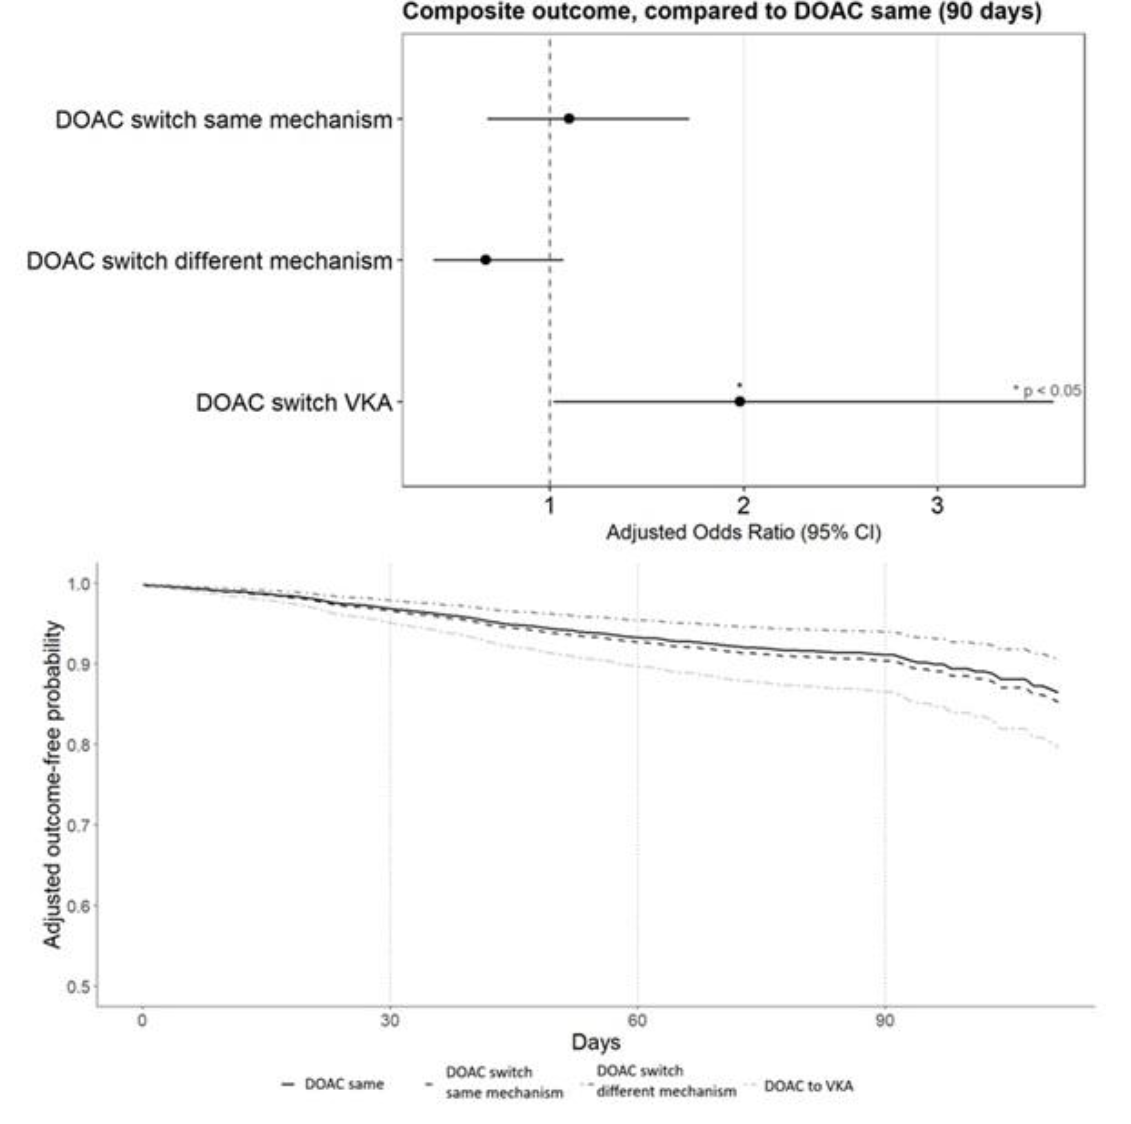 Composite outcome, compared to DOAC same (90 days)
DOAC switch same mechanism
DOAC switch different mechanism
DOAC switch VKA
*
* p < 0.05
1 2 3
Adjusted Odds Ratio (95% CI)
Adjusted outcome-free probability
1.0
0.9
0.8
0.7
0.6
0.5
0 30 60 90
Days
DOAC same
DOAC switch
same mechanism
DOAC switch
different mechanism
DOAC to VKA